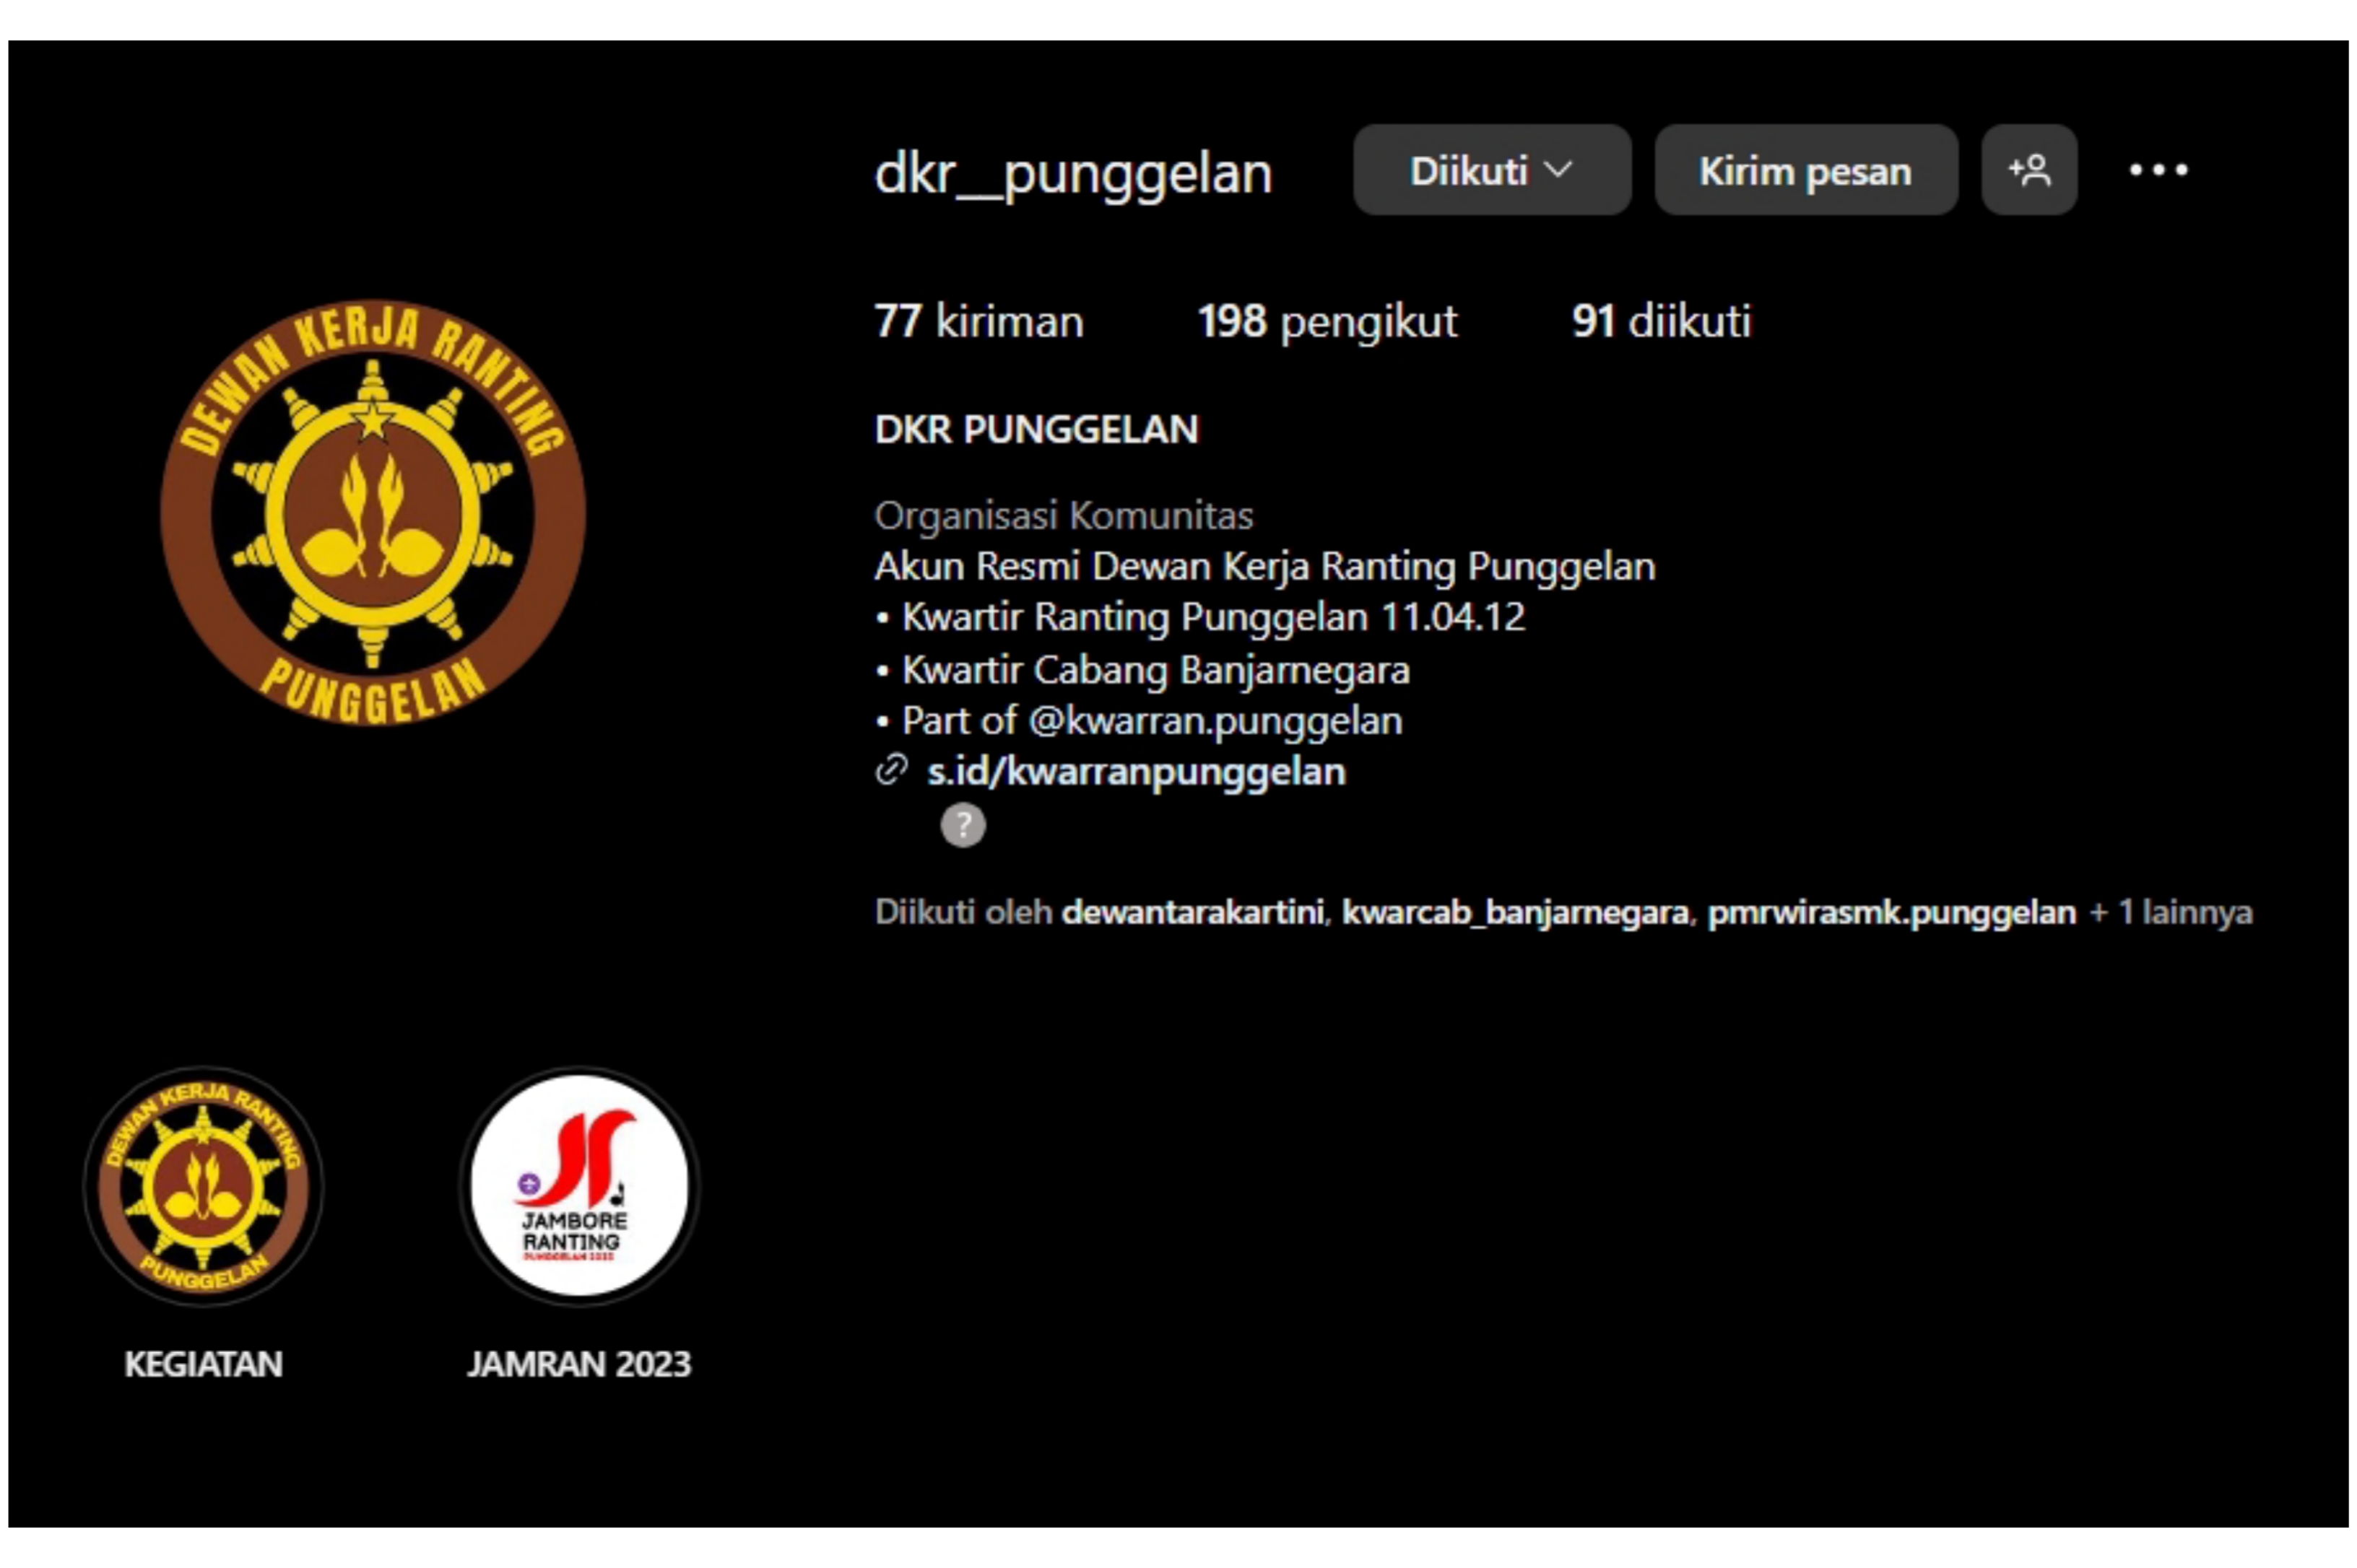 dkr__punggelan Diikuti Kirim pesan
77 kiriman 198 pengikut 91 diikuti
DKR PUNGGELAN
Organisasi Komunitas
Akun Resmi Dewan Kerja Ranting Punggelan
• Kwartir Ranting Punggelan 11.04.12
• Kwartir Cabang Banjarnegara
• Part of @kwarran.punggelan
s.id/kwarranpunggelan
?
Diikuti oleh dewantarakartini, kwarcab_banjarnegara, pmrwirasmk.punggelan + 1 lainnya
DEWAN KERJA RANTING
PUNGGELAN
DEWAN KERJA RANTING
PUNGGELAN
KEGIATAN
JAMBORE
RANTING
PUNGGELAN 2023
JAMRAN 2023